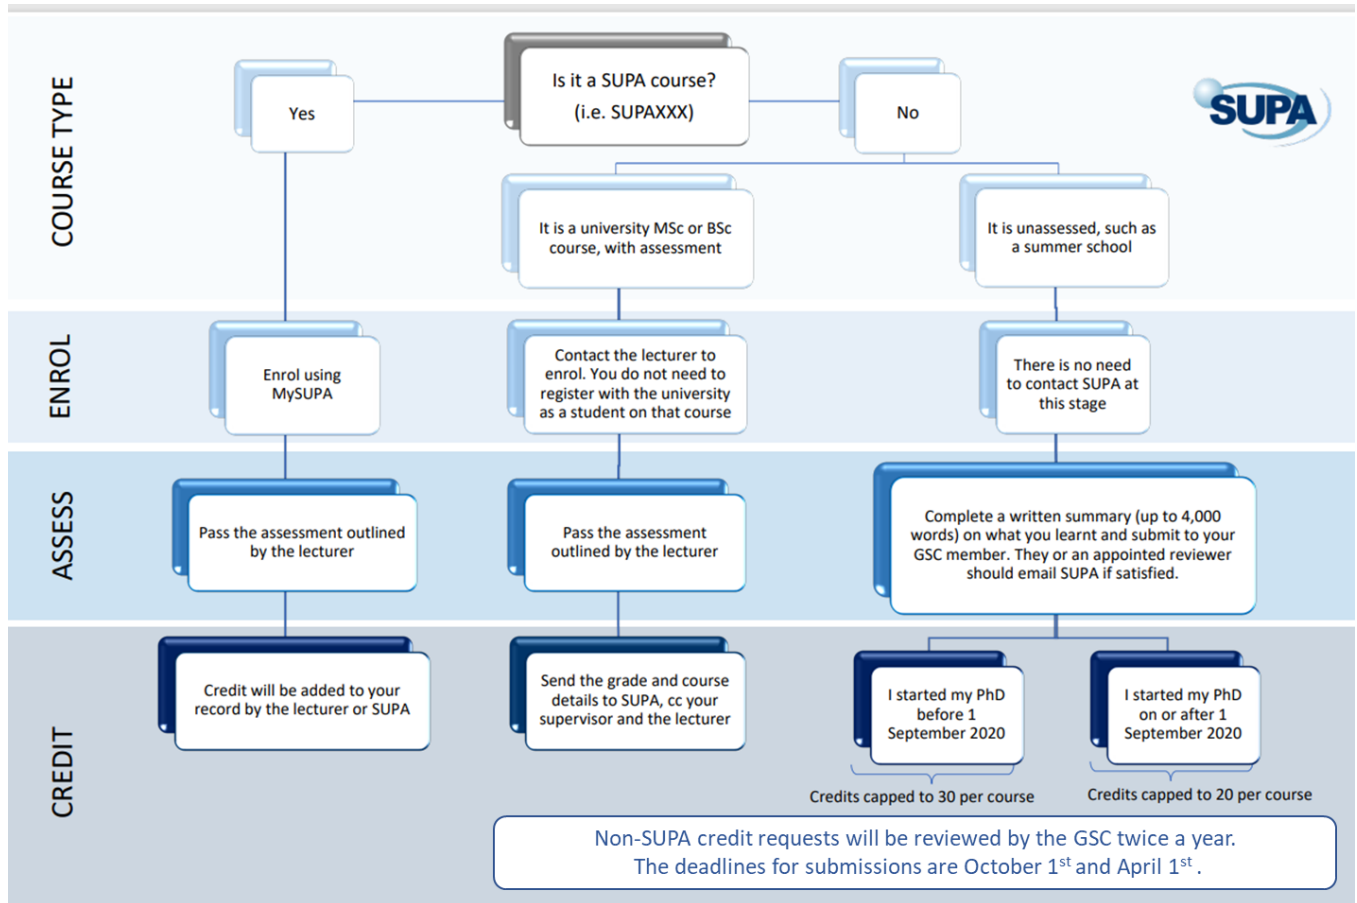 COURSE TYPE
Is it a SUPA course?
(i.e. SUPAXXX)
Yes
No
SUPA
It is a university MSc or BSc
course, with assessment
It is unassessed, such as
a summer school
ENROL
Enrol using
MySUPA
Contact the lecturer to
enrol. You do not need to
register with the university
as a student on that course
There is no need
to contact SUPA at
this stage
ASSESS
Pass the assessment outlined
by the lecturer
Pass the assessment
outlined by the lecturer
Complete a written summary (up to 4,000
words) on what you learnt and submit to your
GSC member. They or an appointed reviewer
should email SUPA if satisfied.
CREDIT
Credit will be added to your
record by the lecturer or SUPA
Send the grade and course
details to SUPA, cc your
supervisor and the lecturer
I started my PhD
before 1
September 2020
I started my PhD
on or after 1
September 2020
Credits capped to 30 per course
Credits capped to 20 per course
Non-SUPA credit requests will be reviewed by the GSC twice a year.
The deadlines for submissions are October 1st and April 1st .